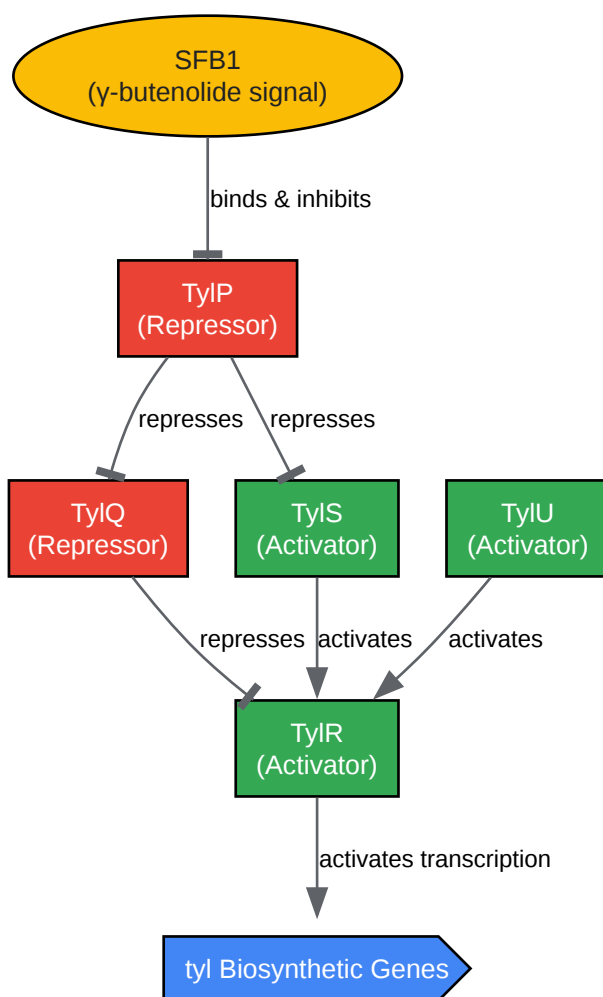 SFB1
(γ-butenolide signal)
binds & inhibits
TylP
(Repressor)
represses
represses
TylQ
(Repressor)
TylS
(Activator)
TylU
(Activator)
represses
activates
activates
TylR
(Activator)
activates transcription
tyl Biosynthetic Genes